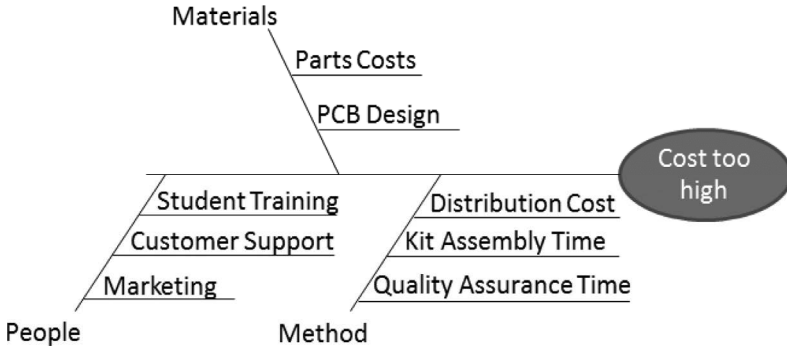 Materials
Parts Costs
PCB Design
Cost too
high
Student Training
Customer Support
Marketing
People
Distribution Cost
Kit Assembly Time
Quality Assurance Time
Method